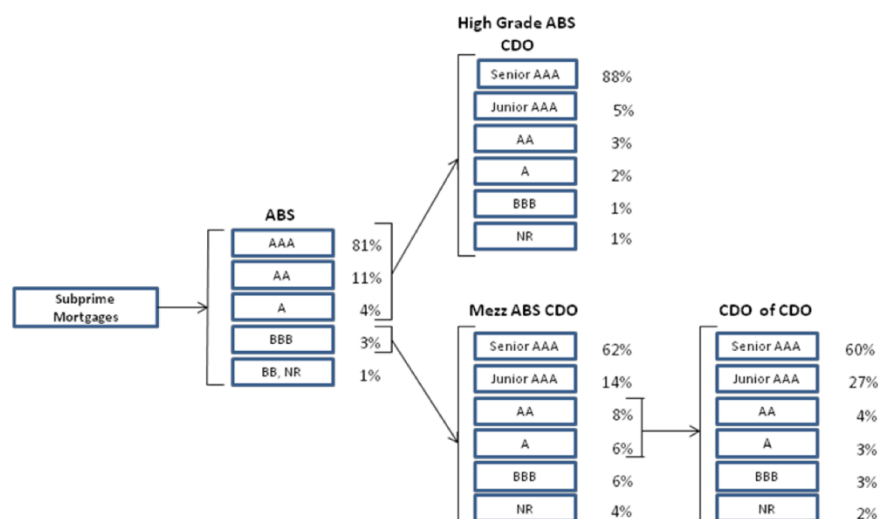 High Grade ABS
CDO
Senior AAA 88%
Junior AAA 5%
AA 3%
A 2%
BBB 1%
NR 1%
ABS
AAA 81%
AA 11%
A 4%
BBB 3%
BB, NR 1%
Subprime
Mortgages
Mezz ABS CDO
Senior AAA 62%
Junior AAA 14%
AA 8%
A 6%
BBB 6%
NR 4%
CDO of CDO
Senior AAA 60%
Junior AAA 27%
AA 4%
A 3%
BBB 3%
NR 2%